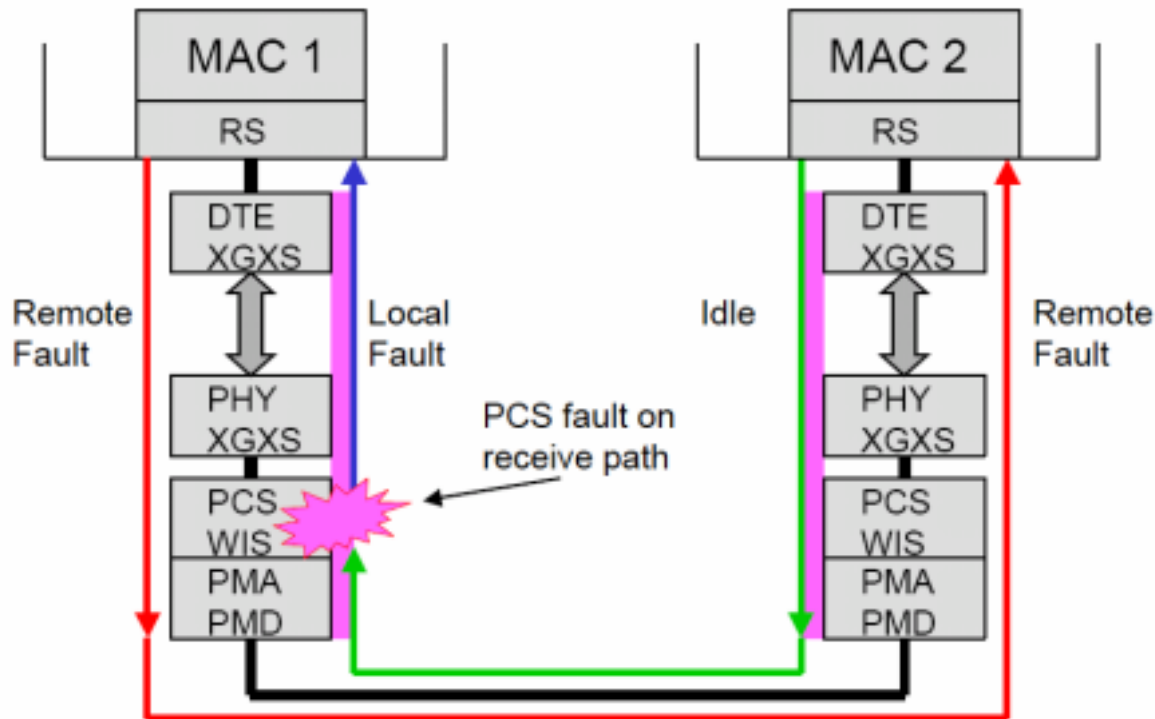 MAC 1
RS
DTE
XGXS
Remote
Fault
Local
Fault
PHY
XGXS
PCS fault on
receive path
PCS
WIS
PMA
PMD
MAC 2
RS
DTE
XGXS
Idle
Remote
Fault
PHY
XGXS
PCS
WIS
PMA
PMD